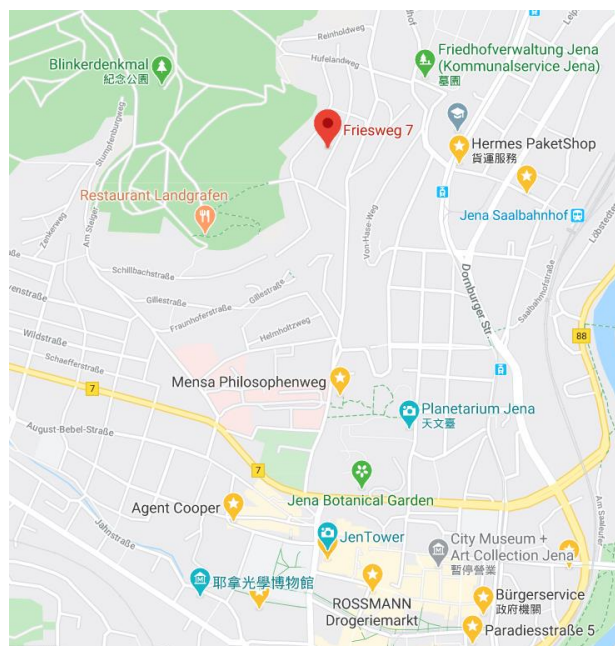 Reinholdweg
Hufelandweg
Blinkerdenkmal
紀念公園
Friedhofverwaltung Jena
(Kommunalservice Jena)
墓園
Stumpfenburgweg
Friesweg 7
Hermes PaketShop
貨運服務
Restaurant Landgrafen
Von-Hase-Weg
Jena Saalbahnhof
Löbstedter
Zenkerweg
Am Steiger
Schillbachstraße
Gillestraße
Gillestraße
Fraunhoferstraße
Helmholtzweg
Dornburger Str.
Saalbahnhofstraße
Wildstraße
Schaefferstraße
88
7
Mensa Philosophenweg
Planetarium Jena
天文臺
August-Bebel-Straße
7
Jena Botanical Garden
Am Saaleufer
Agent Cooper
Jahnstraße
JenTower
City Museum +
Art Collection Jena
暫停營業
耶拿光學博物館
ROSSMANN
Drogeriemarkt
Bürgerservice
政府機關
Paradiesstraße 5